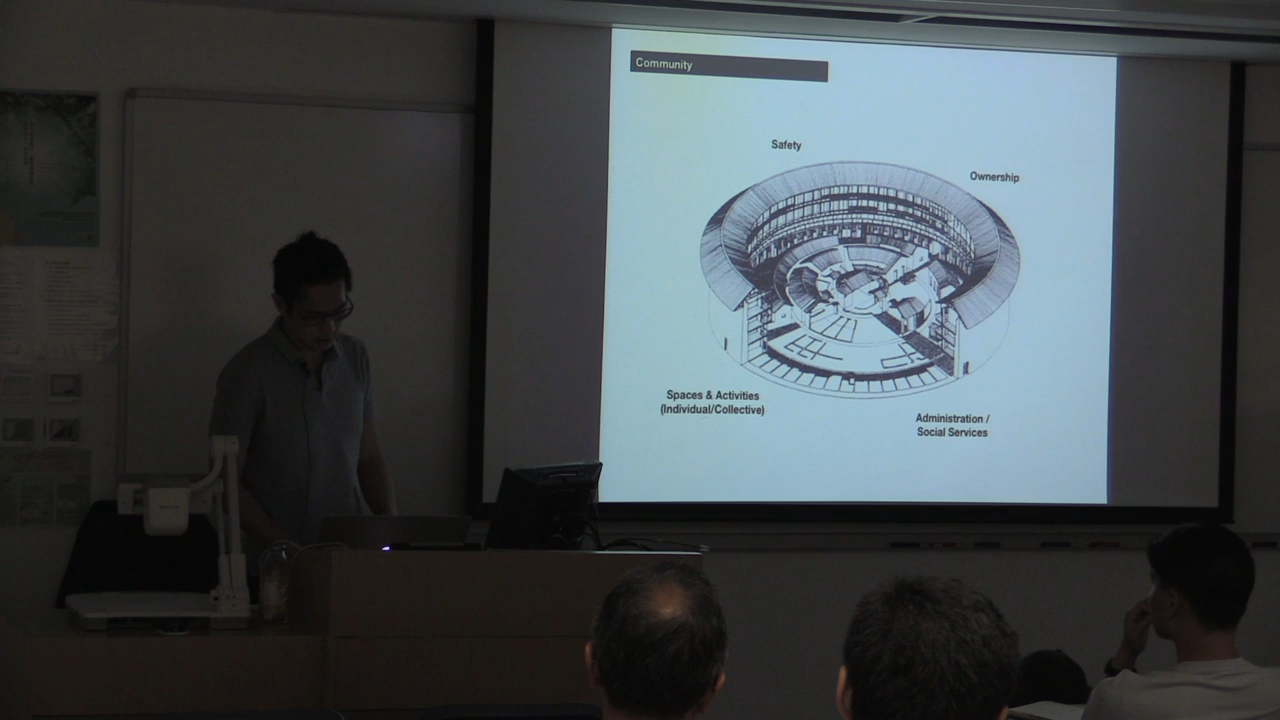 Community
Safety
Ownership
Spaces & Activities
(Individual/Collective)
Administration /
Social Services